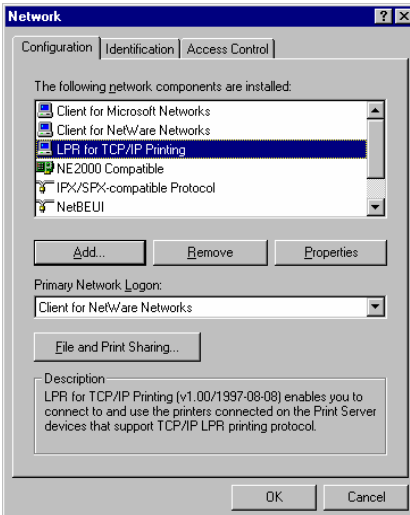 Network
Configuration Identification Access Control
The following network components are installed:
Client for Microsoft Networks
Client for NetWare Networks
LPR for TCP/IP Printing
NE2000 Compatible
IPX/SPX-compatible Protocol
NetBEUI
Add... Remove Properties
Primary Network Logon:
Client for NetWare Networks
File and Print Sharing...
Description
LPR for TCP/IP Printing (v1.00/1997-08-08) enables you to
connect to and use the printers connected on the Print Server
devices that support TCP/IP LPR printing protocol.
OK Cancel